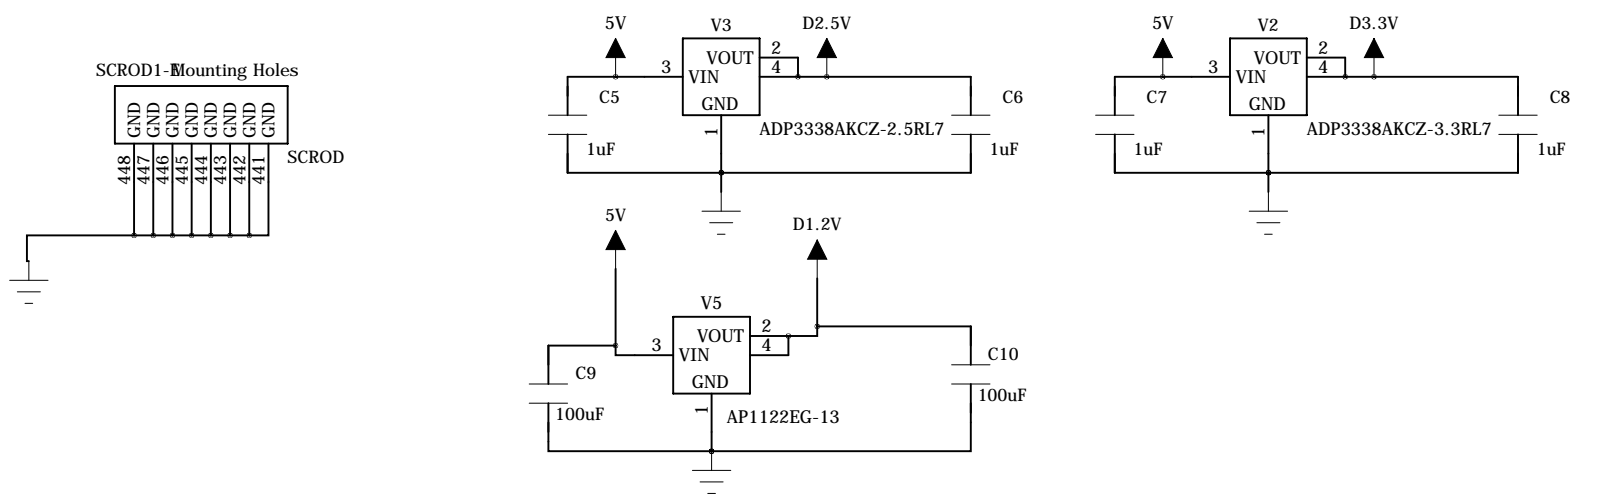 SCROD1-E Mounting Holes
GND GND GND GND GND GND GND GND
448 447 446 445 444 443 442 441
SCROD
5V
V3
D2.5V
VOUT 2
3 VIN 4
GND
1
C5
1uF
C6
1uF
ADP3338AKCZ-2.5RL7
5V
V2
D3.3V
VOUT 2
3 VIN 4
GND
1
C7
1uF
C8
1uF
ADP3338AKCZ-3.3RL7
5V
D1.2V
V5
VOUT 2
3 VIN 4
GND
1
C9
100uF
C10
100uF
AP1122EG-13